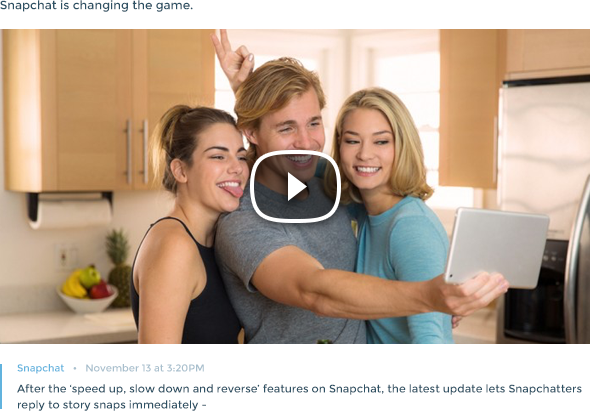 Snapchat is changing the game.
Snapchat • November 13 at 3:20PM
After the ‘speed up, slow down and reverse’ features on Snapchat, the latest update lets Snapchatters
reply to story snaps immediately –